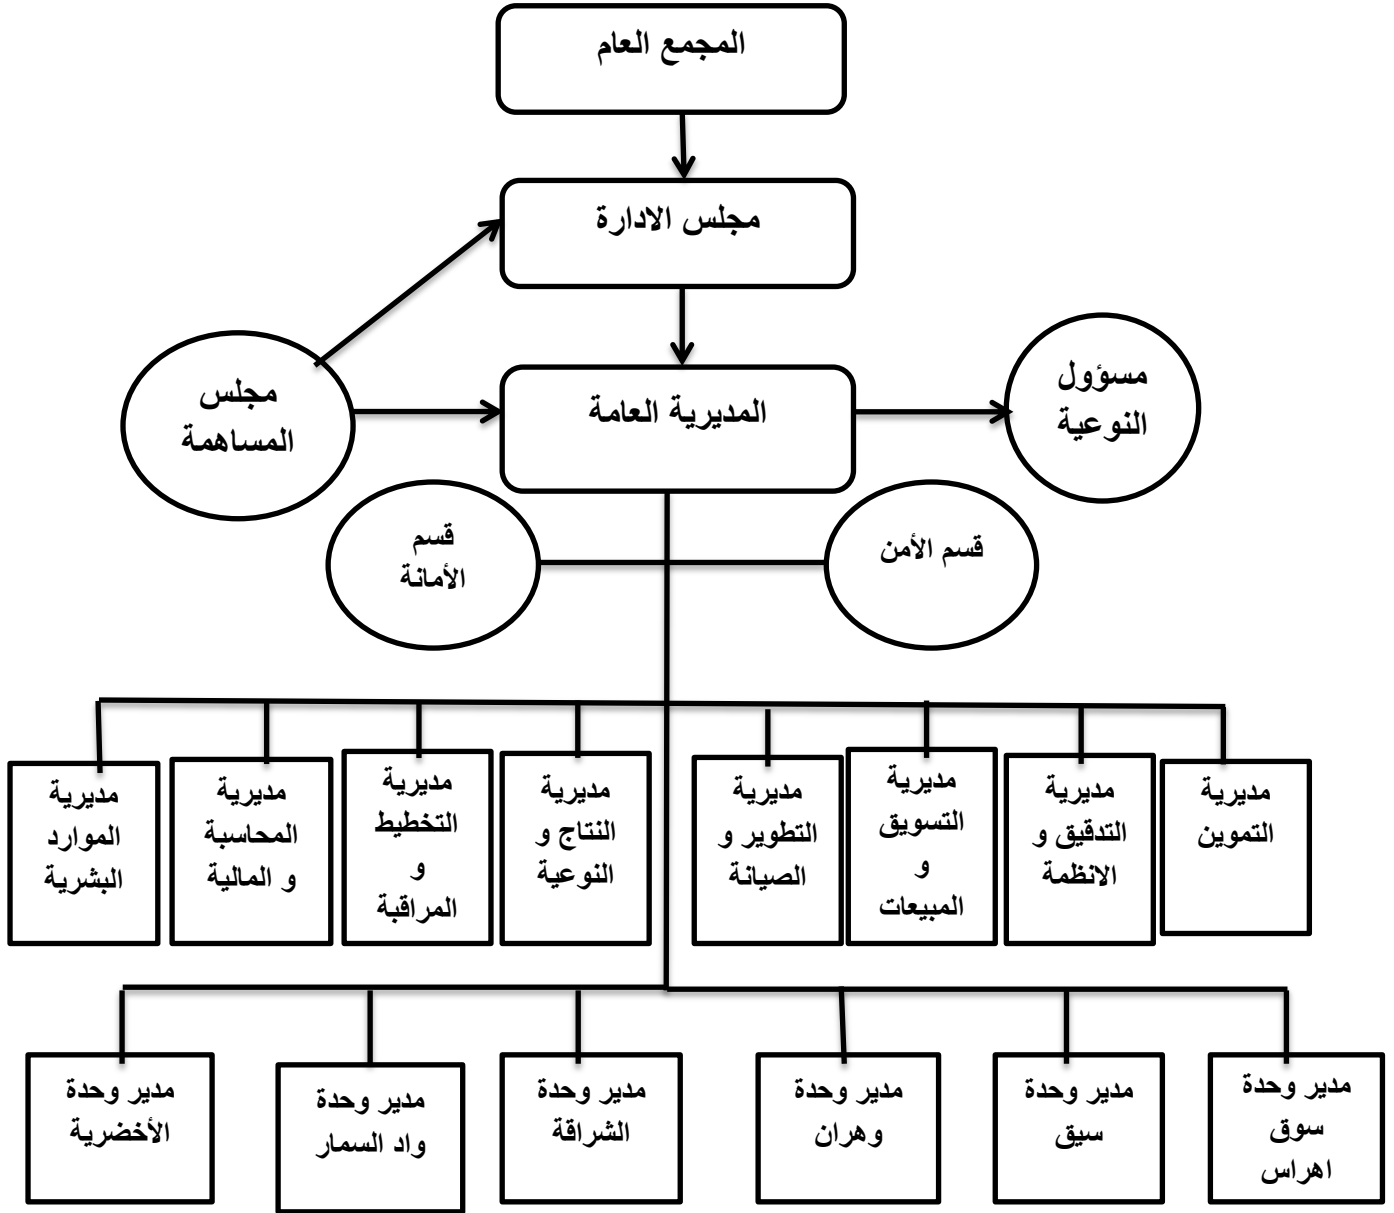 المجمع العام
مجلس الادارة
مجلس
المساهمة
المديرية العامة
مسؤول
النوعية
قسم
الأمانة
قسم الأمن
مديرية
التموين
مديرية
التدقيق و
الانظمة
مديرية
التسويق
و
المبيعات
مديرية
التطوير و
الصيانة
مديرية
النتاج و
النوعية
مديرية
التخطيط
و
المراقبة
مديرية
المحاسبة
و المالية
مديرية
الموارد
البشرية
مدير وحدة
سوق
اهراس
مدير وحدة
سيق
مدير وحدة
وهران
مدير وحدة
الشراقة
مدير وحدة
واد السمار
مدير وحدة
الأخضرية